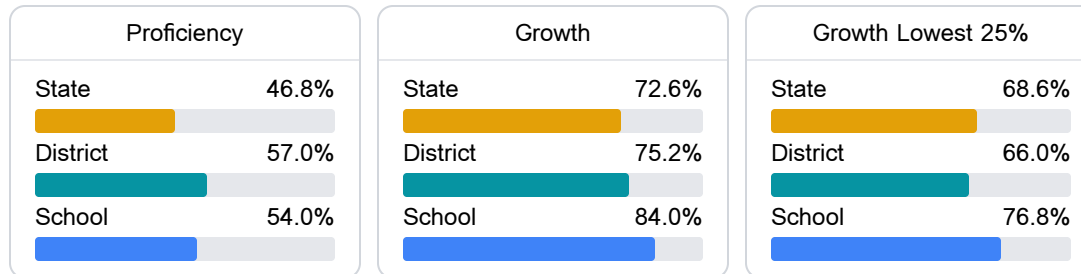 Proficiency
State 46.8%
District 57.0%
School 54.0%
Growth
State 72.6%
District 75.2%
School 84.0%
Growth Lowest 25%
State 68.6%
District 66.0%
School 76.8%